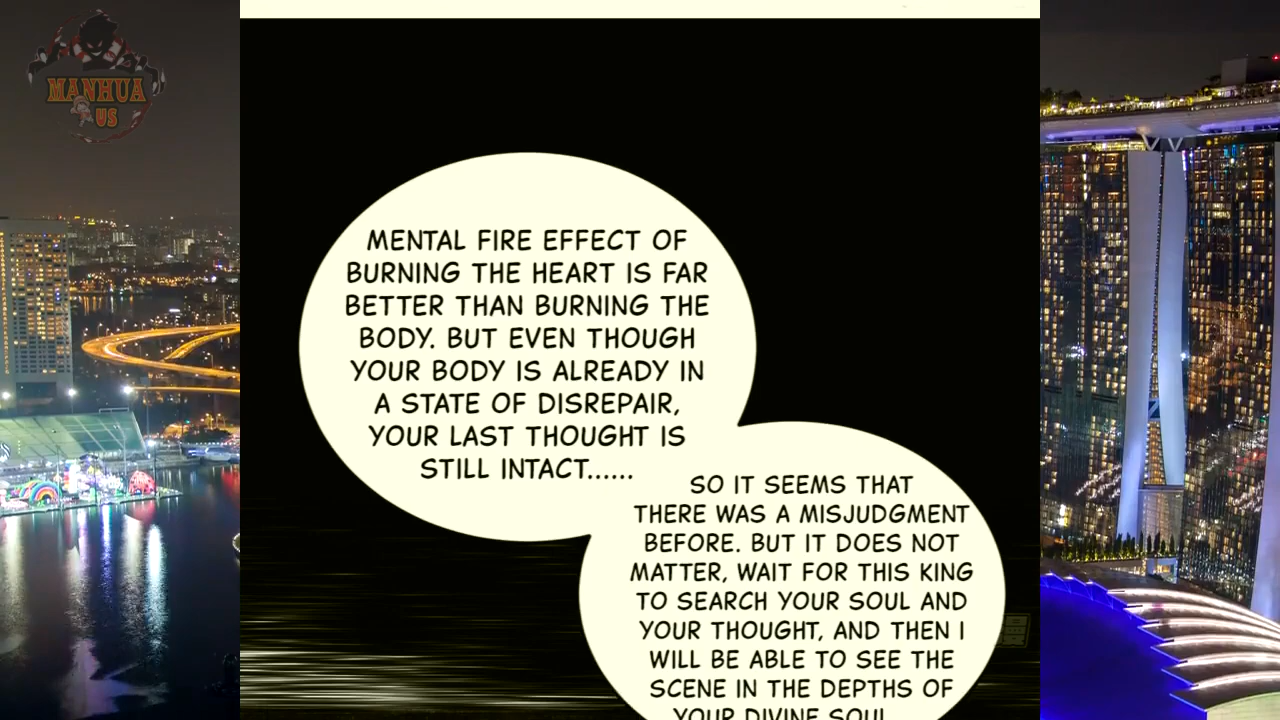 MANHUA
US
MENTAL FIRE EFFECT OF
BURNING THE HEART IS FAR
BETTER THAN BURNING THE
BODY. BUT EVEN THOUGH
YOUR BODY IS ALREADY IN
A STATE OF DISREPAIR,
YOUR LAST THOUGHT IS
STILL INTACT......
SO IT SEEMS THAT
THERE WAS A MISJUDGMENT
BEFORE. BUT IT DOES NOT
MATTER, WAIT FOR THIS KING
TO SEARCH YOUR SOUL AND
YOUR THOUGHT, AND THEN I
WILL BE ABLE TO SEE THE
SCENE IN THE DEPTHS OF
YOUR DIVINE SOUL